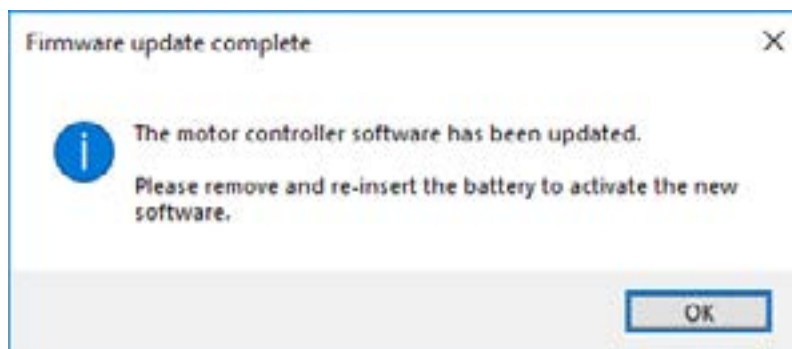 Firmware update complete
The motor controller software has been updated.
Please remove and re-insert the battery to activate the new
software.
OK